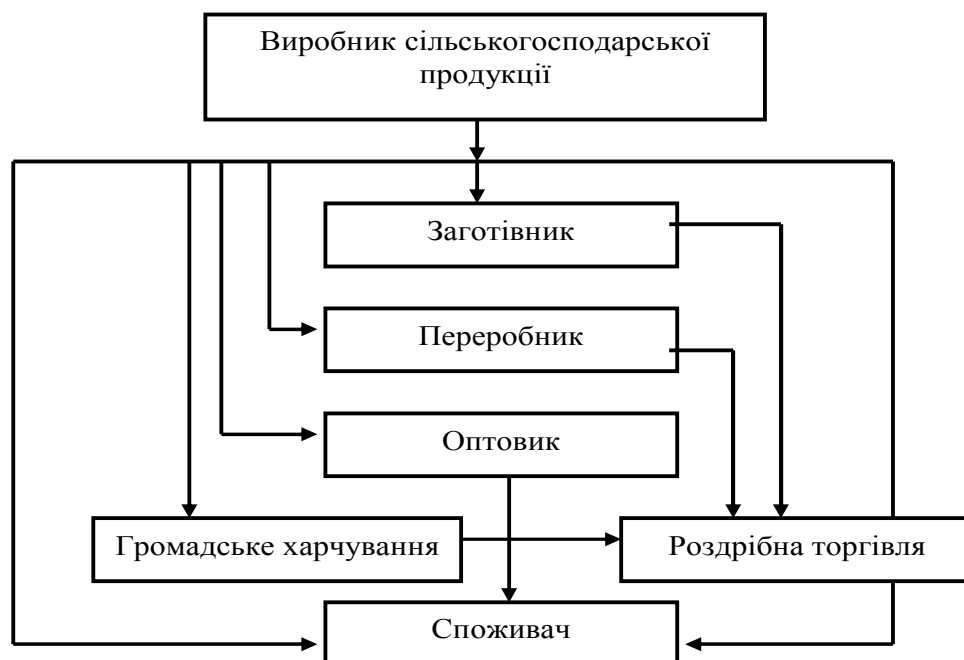 Виробник сільськогосподарської
продукції
Заготівник
Переробник
Оптовик
Громадське харчування
Роздрібна торгівля
Споживач